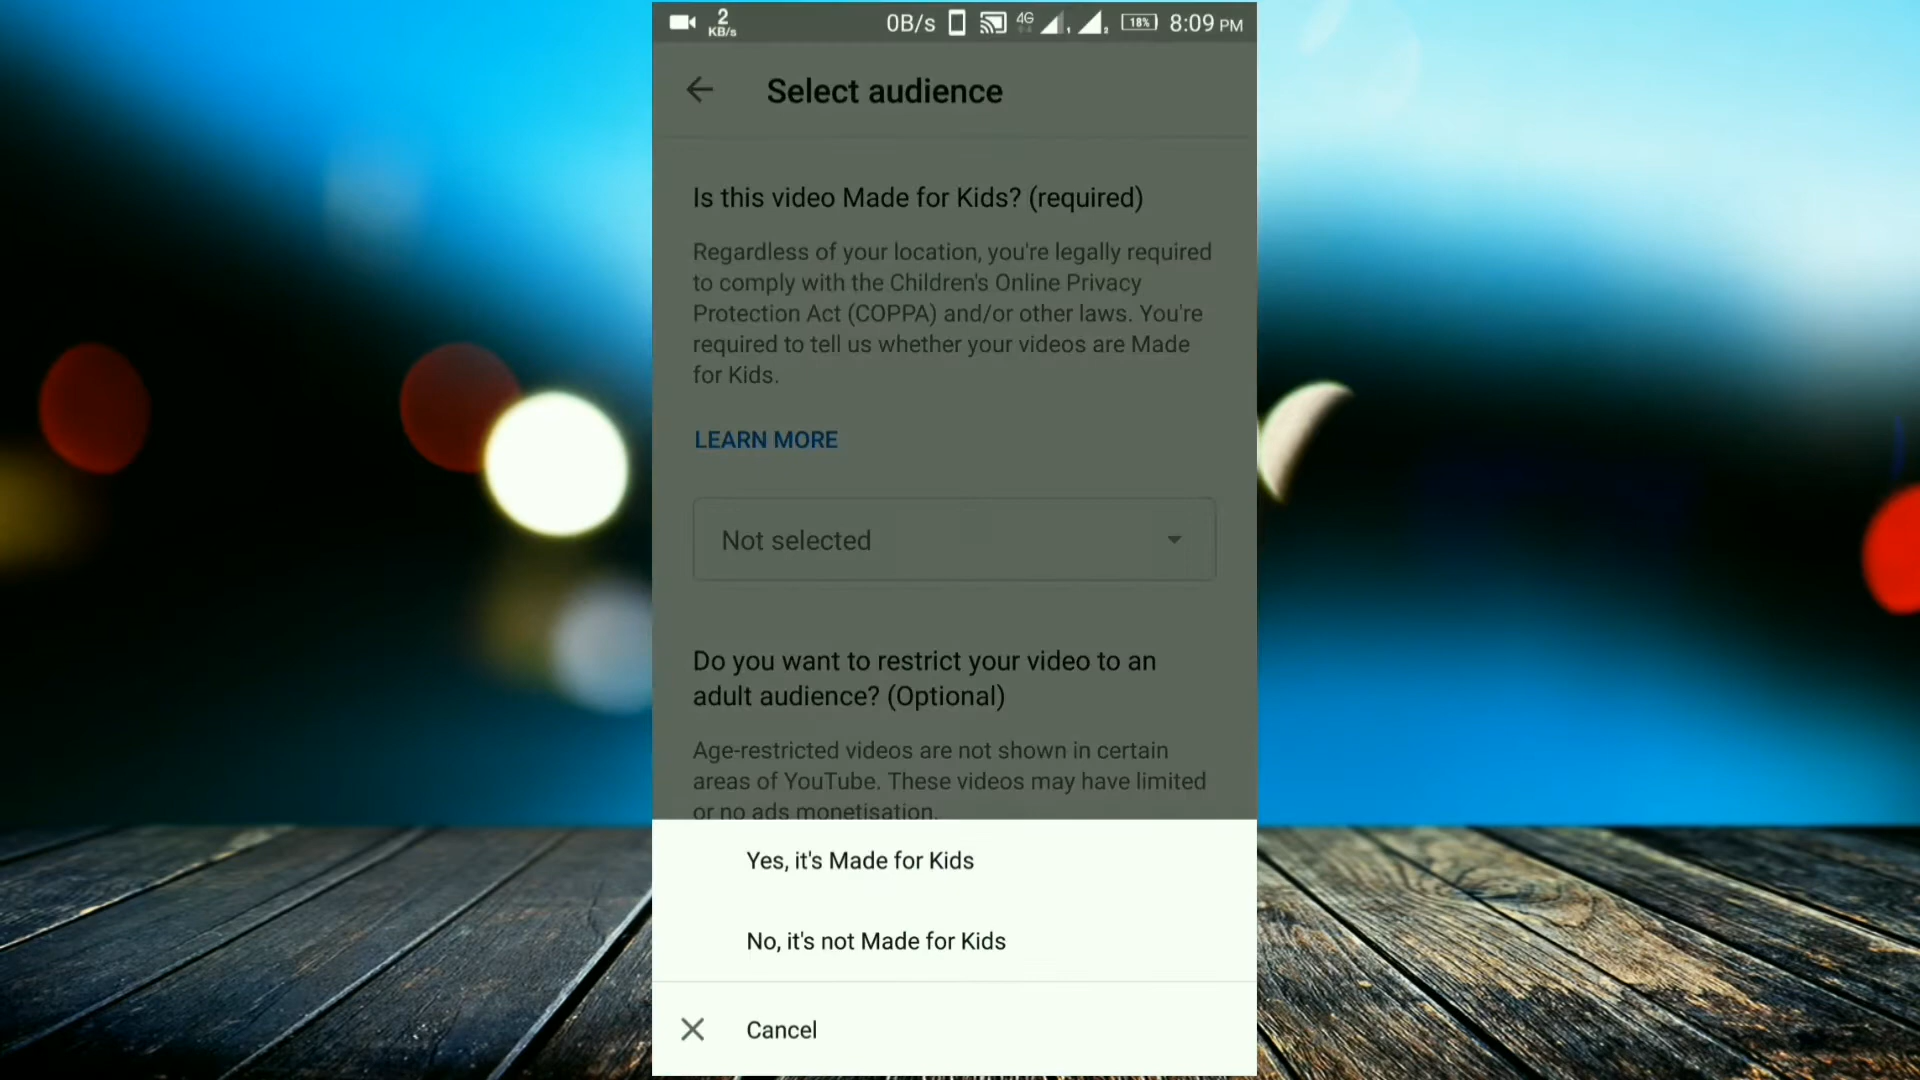 2
KB/s
0B/s 4G 1 2 18% 8:09 PM
Select audience
Is this video Made for Kids? (required)
Regardless of your location, you're legally required
to comply with the Children's Online Privacy
Protection Act (COPPA) and/or other laws. You're
required to tell us whether your videos are Made
for Kids.
LEARN MORE
Not selected
Do you want to restrict your video to an
adult audience? (Optional)
Age-restricted videos are not shown in certain
areas of YouTube. These videos may have limited
or no ads monetisation.
Yes, it's Made for Kids
No, it's not Made for Kids
Cancel